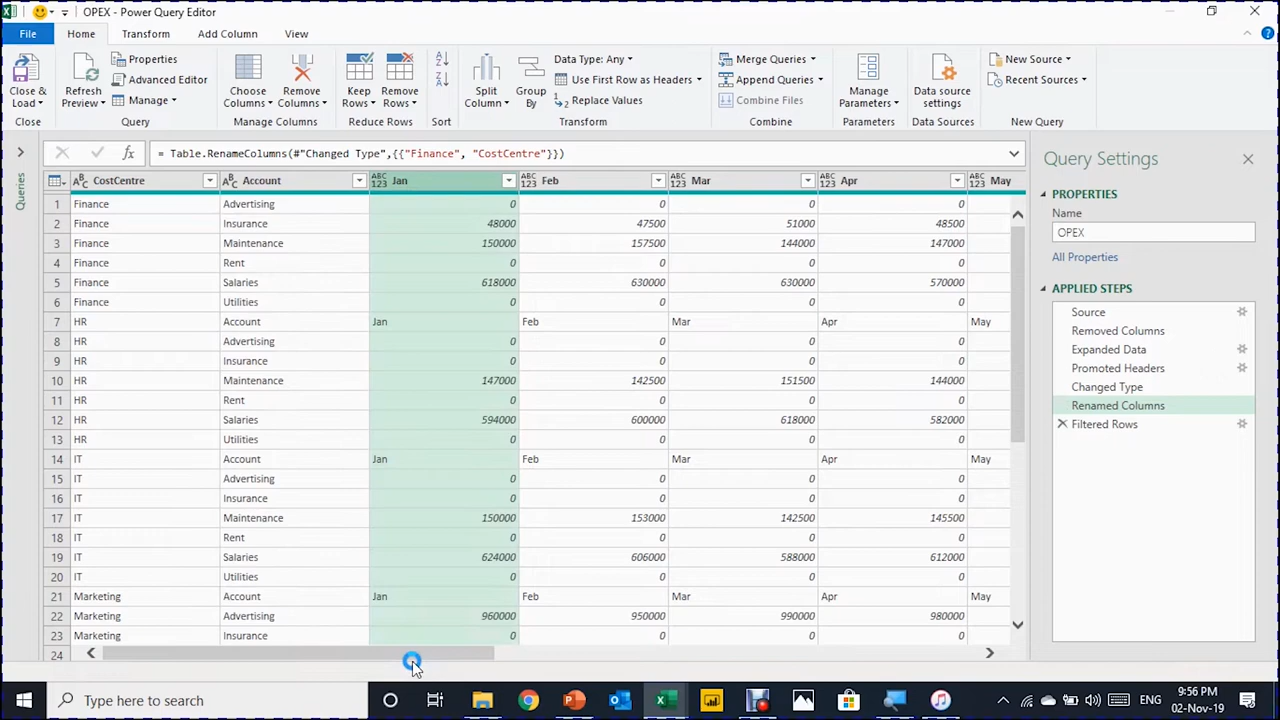 OPEX - Power Query Editor
File Home Transform Add Column View
Close & Load
Close
Refresh Preview
Properties
Advanced Editor
Manage
Query
Choose Columns
Remove Columns
Manage Columns
Keep Rows
Remove Rows
Reduce Rows
Sort
Split Column
Group By
Data Type: Any
Use First Row as Headers
Replace Values
Transform
Merge Queries
Append Queries
Combine Files
Combine
Manage Parameters
Parameters
Data source settings
Data Sources
New Source
Recent Sources
New Query
= Table.RenameColumns(#"Changed Type",{{"Finance", "CostCentre"}})
Queries
CostCentre Account Jan Feb Mar Apr May
1 Finance Advertising 0 0 0 0
2 Finance Insurance 48000 47500 51000 48500
3 Finance Maintenance 150000 157500 144000 147000
4 Finance Rent 0 0 0 0
5 Finance Salaries 618000 630000 630000 570000
6 Finance Utilities 0 0 0 0
7 HR Account Jan Feb Mar Apr May
8 HR Advertising 0 0 0 0
9 HR Insurance 0 0 0 0
10 HR Maintenance 147000 142500 151500 144000
11 HR Rent 0 0 0 0
12 HR Salaries 594000 600000 618000 582000
13 HR Utilities 0 0 0 0
14 IT Account Jan Feb Mar Apr May
15 IT Advertising 0 0 0 0
16 IT Insurance 0 0 0 0
17 IT Maintenance 150000 153000 142500 145500
18 IT Rent 0 0 0 0
19 IT Salaries 624000 606000 588000 612000
20 IT Utilities 0 0 0 0
21 Marketing Account Jan Feb Mar Apr May
22 Marketing Advertising 960000 950000 990000 980000
23 Marketing Insurance 0 0 0 0
24
Query Settings
PROPERTIES
Name
OPEX
All Properties
APPLIED STEPS
Source
Removed Columns
Expanded Data
Promoted Headers
Changed Type
Renamed Columns
Filtered Rows
Type here to search
ENG
9:56 PM
02-Nov-19